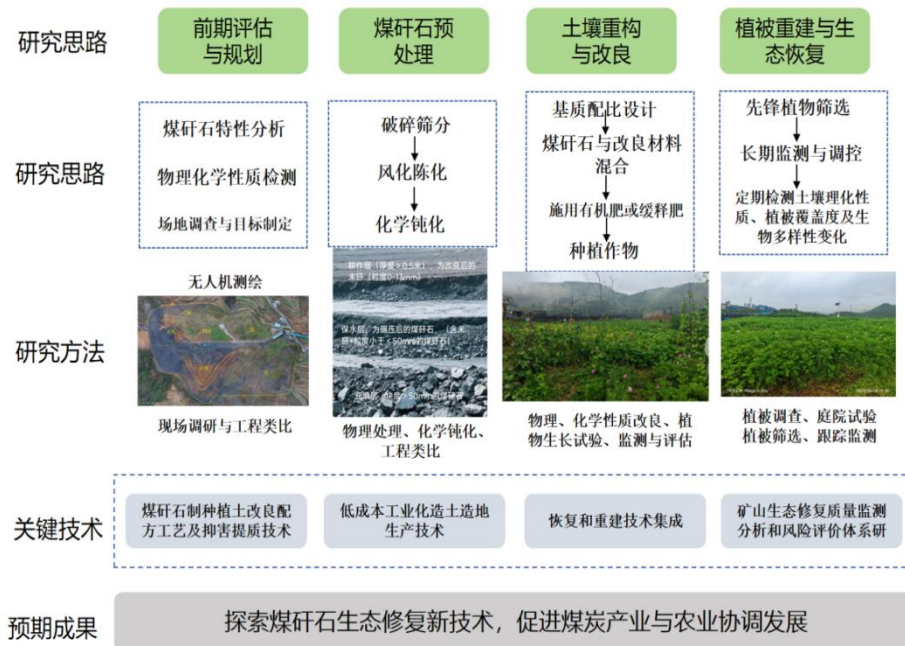 研究思路
前期评估
与规划
煤矸石预
处理
土壤重构
与改良
植被重建与生
态恢复
研究思路
煤矸石特性分析
物理化学性质检测
场地调查与目标制定
破碎筛分
风化陈化
化学钝化
基质配比设计
煤矸石与改良材料
混合
施用有机肥或缓释肥
种植作物
先锋植物筛选
长期监测与调控
定期检测土壤理化性
质、植被覆盖度及生
物多样性变化
研究方法
无人机测绘
现场调研与工程类比
保水层，为碾压后的煤矸石，（含末
物理处理、化学钝化、
工程类比
物理、化学性质改良、植
物生长试验、监测与评估
植被调查、庭院试验
植被筛选、跟踪监测
关键技术
煤矸石制种植土改良配
方工艺及抑害提质技术
低成本工业化造土造地
生产技术
恢复和重建技术集成
矿山生态修复质量监测
分析和风险评价体系研
预期成果
探索煤矸石生态修复新技术，促进煤炭产业与农业协调发展